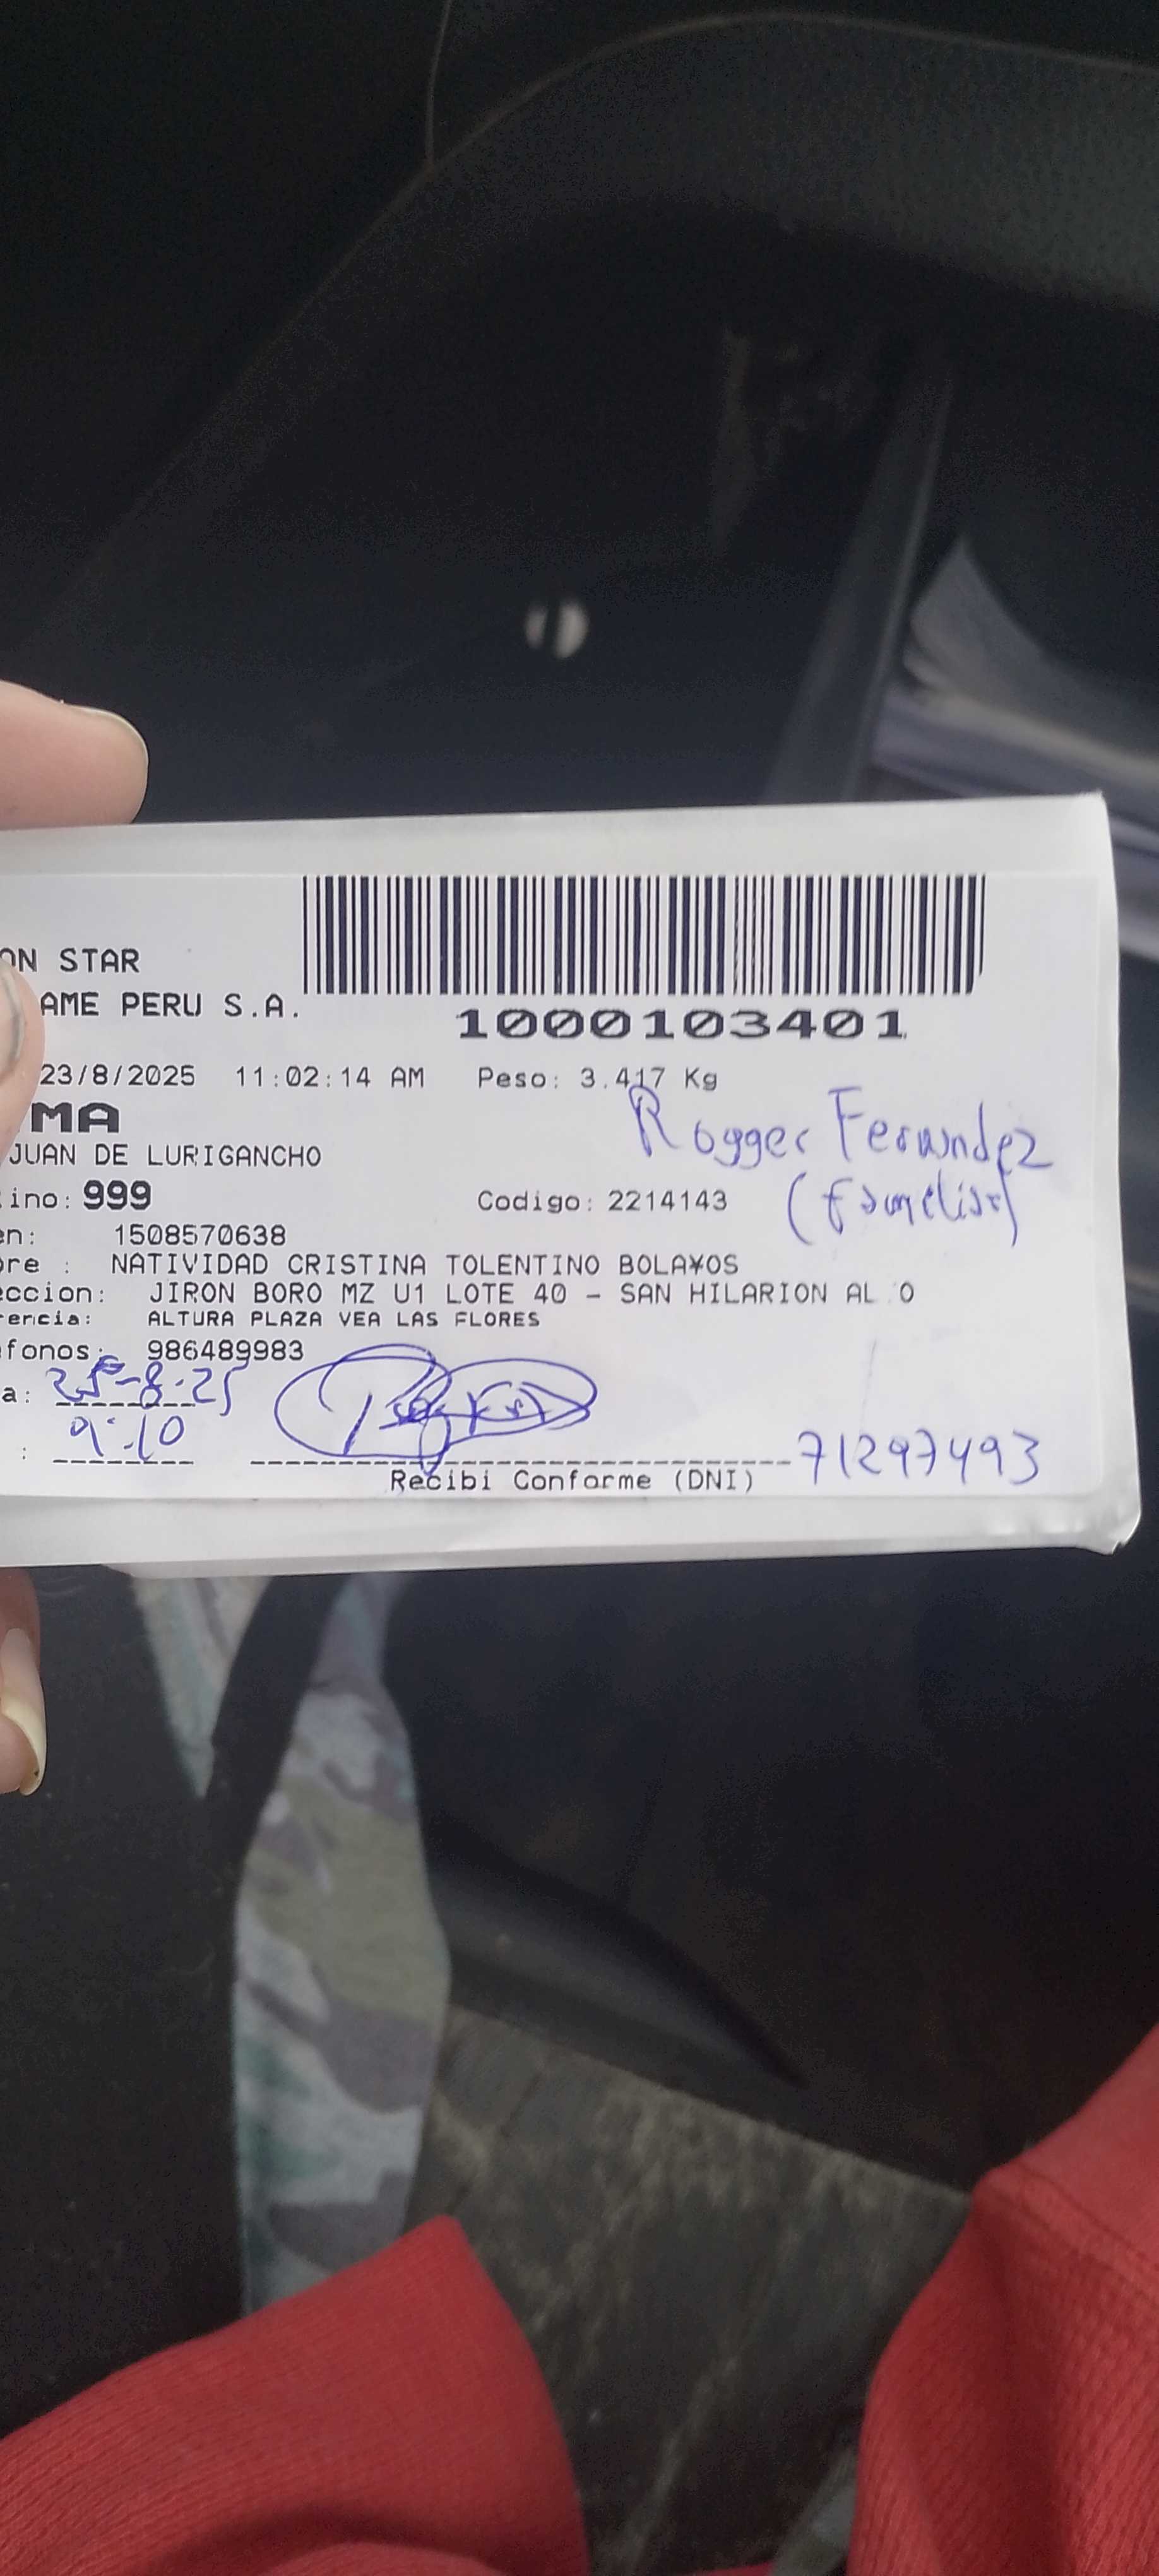 ON STAR
AME PERU S.A.
1000103401
23/8/2025 11:02:14 AM Peso: 3.417 Kg
MA
Rogger Fernandez
JUAN DE LURIGANCHO
ino: 999 Codigo: 2214143
(familiar)
en: 1508570638
bre : NATIVIDAD CRISTINA TOLENTINO BOLA¥OS
eccion: JIRON BORO MZ U1 LOTE 40 - SAN HILARION AL O
erencia: ALTURA PLAZA VEA LAS FLORES
fonos: 986489983
a: 25-8-25
: 9:10
71297493
Recibi Conforme (DNI)